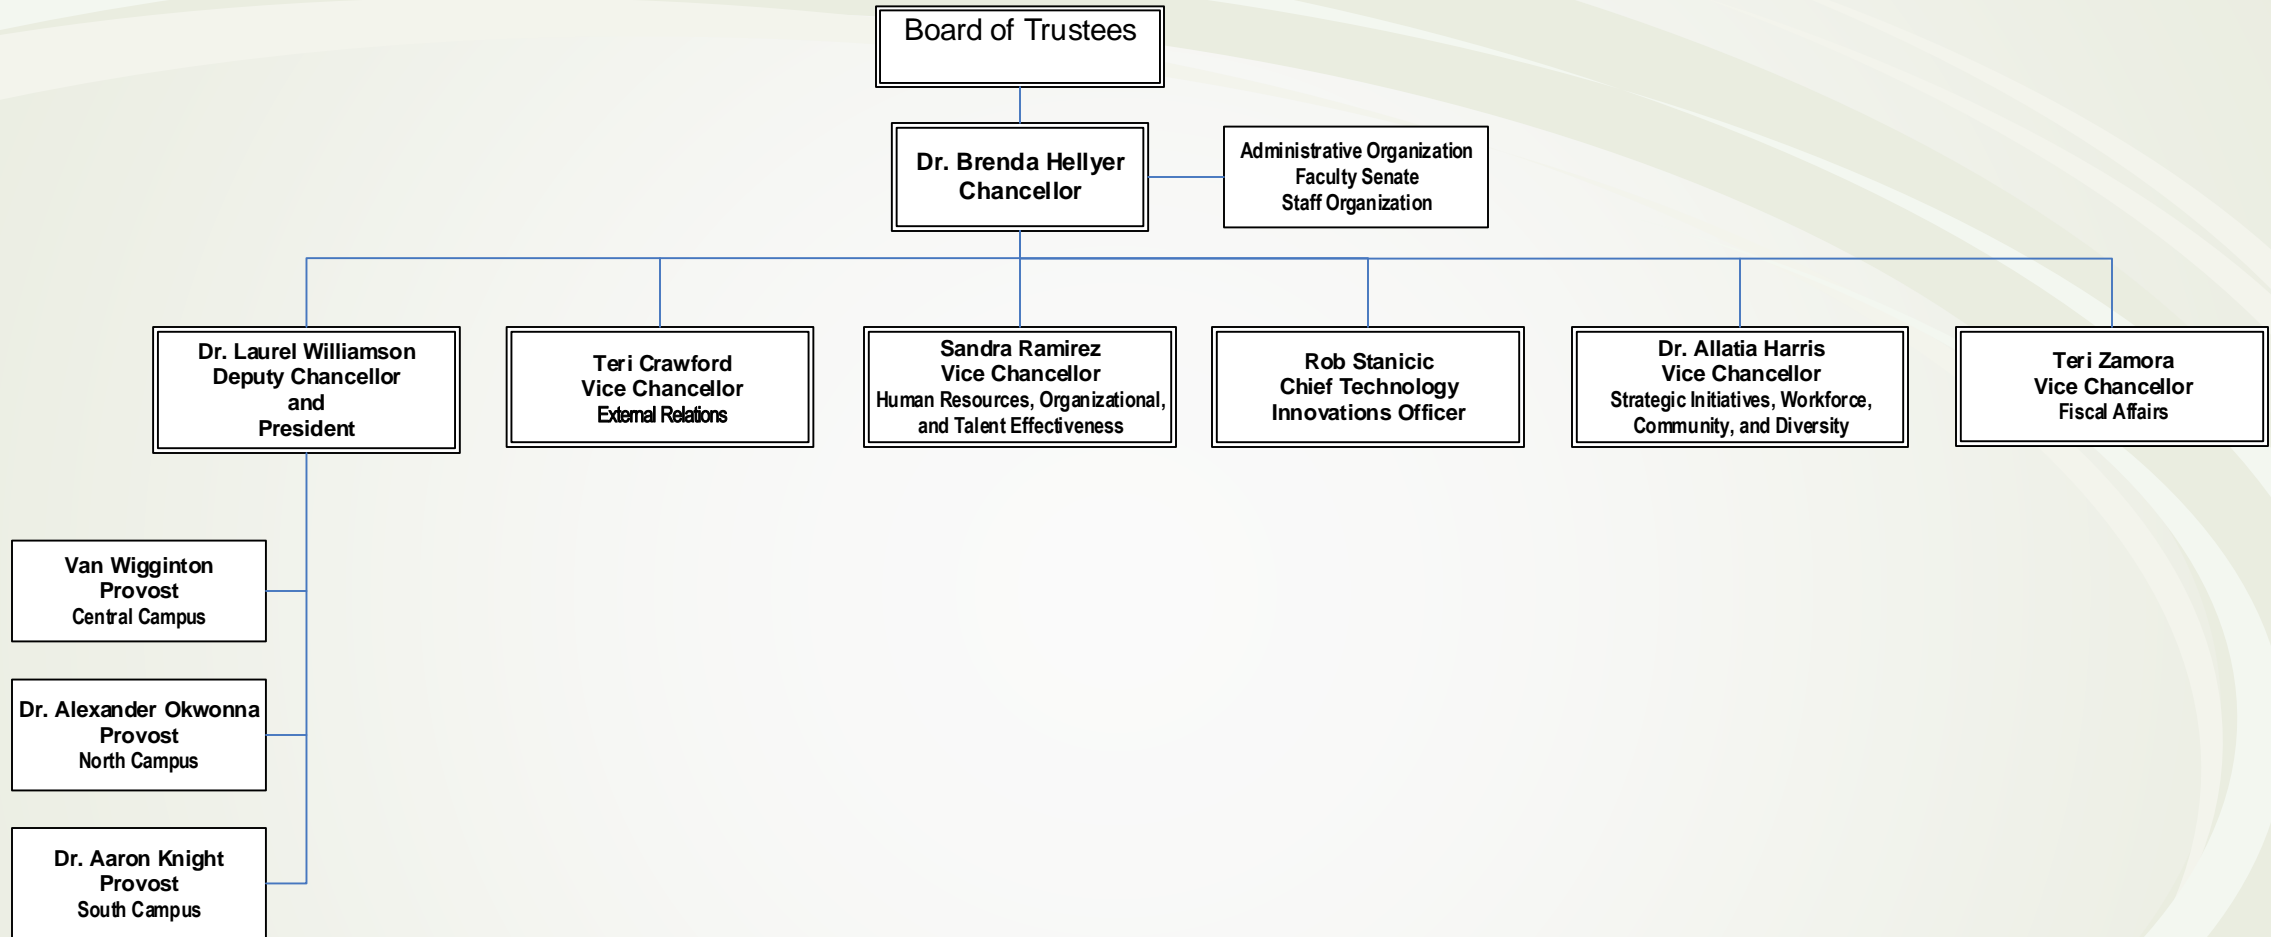 Board of Trustees
Dr. Brenda Hellyer
Chancellor
Administrative Organization
Faculty Senate
Staff Organization
Dr. Laurel Williamson
Deputy Chancellor
and
President
Teri Crawford
Vice Chancellor
External Relations
Sandra Ramirez
Vice Chancellor
Human Resources, Organizational,
and Talent Effectiveness
Rob Stanicic
Chief Technology
Innovations Officer
Dr. Allatia Harris
Vice Chancellor
Strategic Initiatives, Workforce,
Community, and Diversity
Teri Zamora
Vice Chancellor
Fiscal Affairs
Van Wigginton
Provost
Central Campus
Dr. Alexander Okwonna
Provost
North Campus
Dr. Aaron Knight
Provost
South Campus